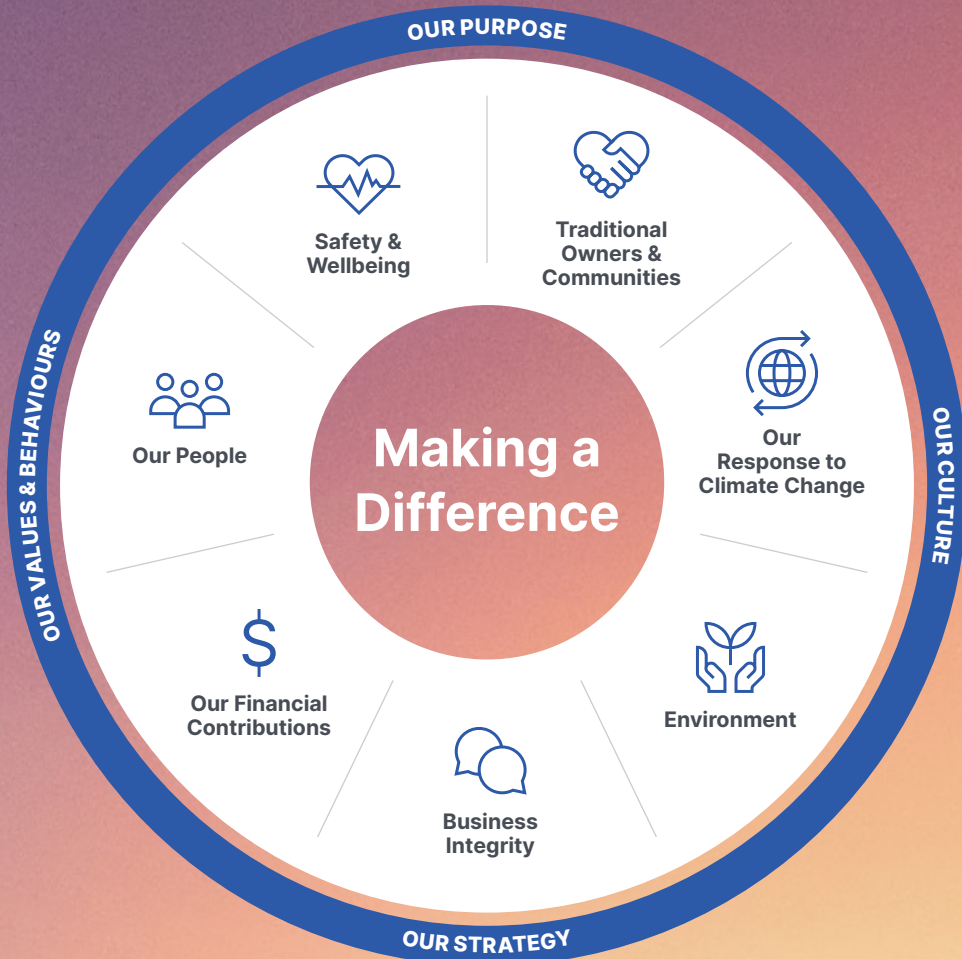 OUR PURPOSE
Safety &
Wellbeing
Traditional
Owners &
Communities
OUR VALUES & BEHAVIOURS
Our People
Making a
Difference
Our
Response to
Climate Change
OUR CULTURE
$
Our Financial
Contributions
Environment
Business
Integrity
OUR STRATEGY